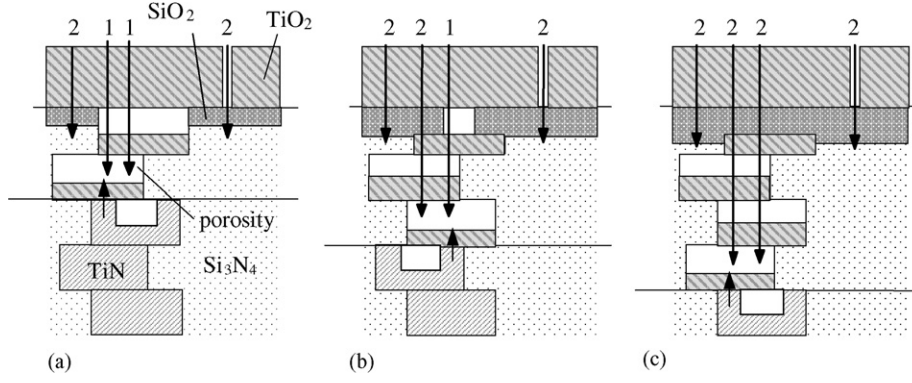 SiO2 TiO2
2 1 1 2
2 2 1 2
2 2 2 2
porosity
TiN Si3N4
(a) (b) (c)